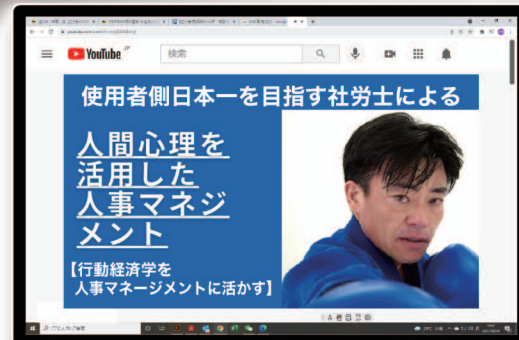 YouTube JP
検索
使用者側日本一を目指す社労士による
人間心理を
活用した
人事マネジ
メント
【行動経済学を
人事マネージメントに活かす】